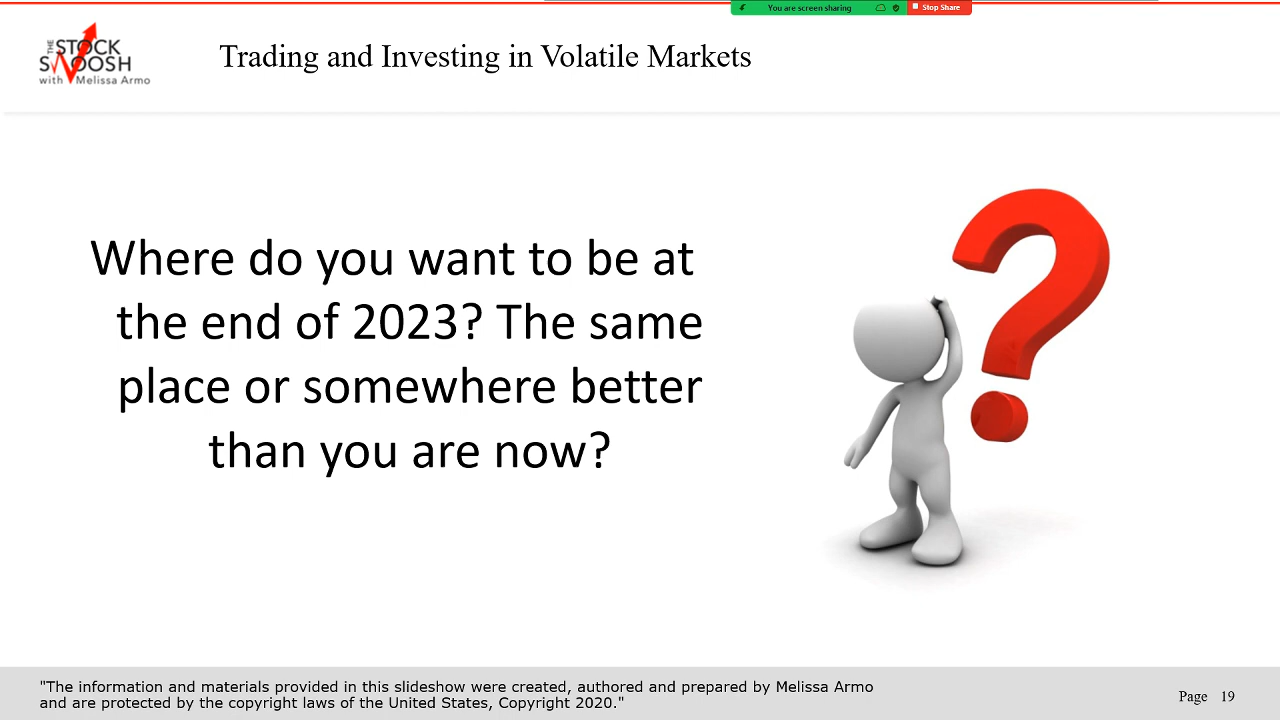 You are screen sharing
Stop Share
THE STOCK
SWOOSH
with Melissa Armo
Trading and Investing in Volatile Markets
Where do you want to be at
the end of 2023? The same
place or somewhere better
than you are now?
"The information and materials provided in this slideshow were created, authored and prepared by Melissa Armo
and are protected by the copyright laws of the United States, Copyright 2020."
Page 19